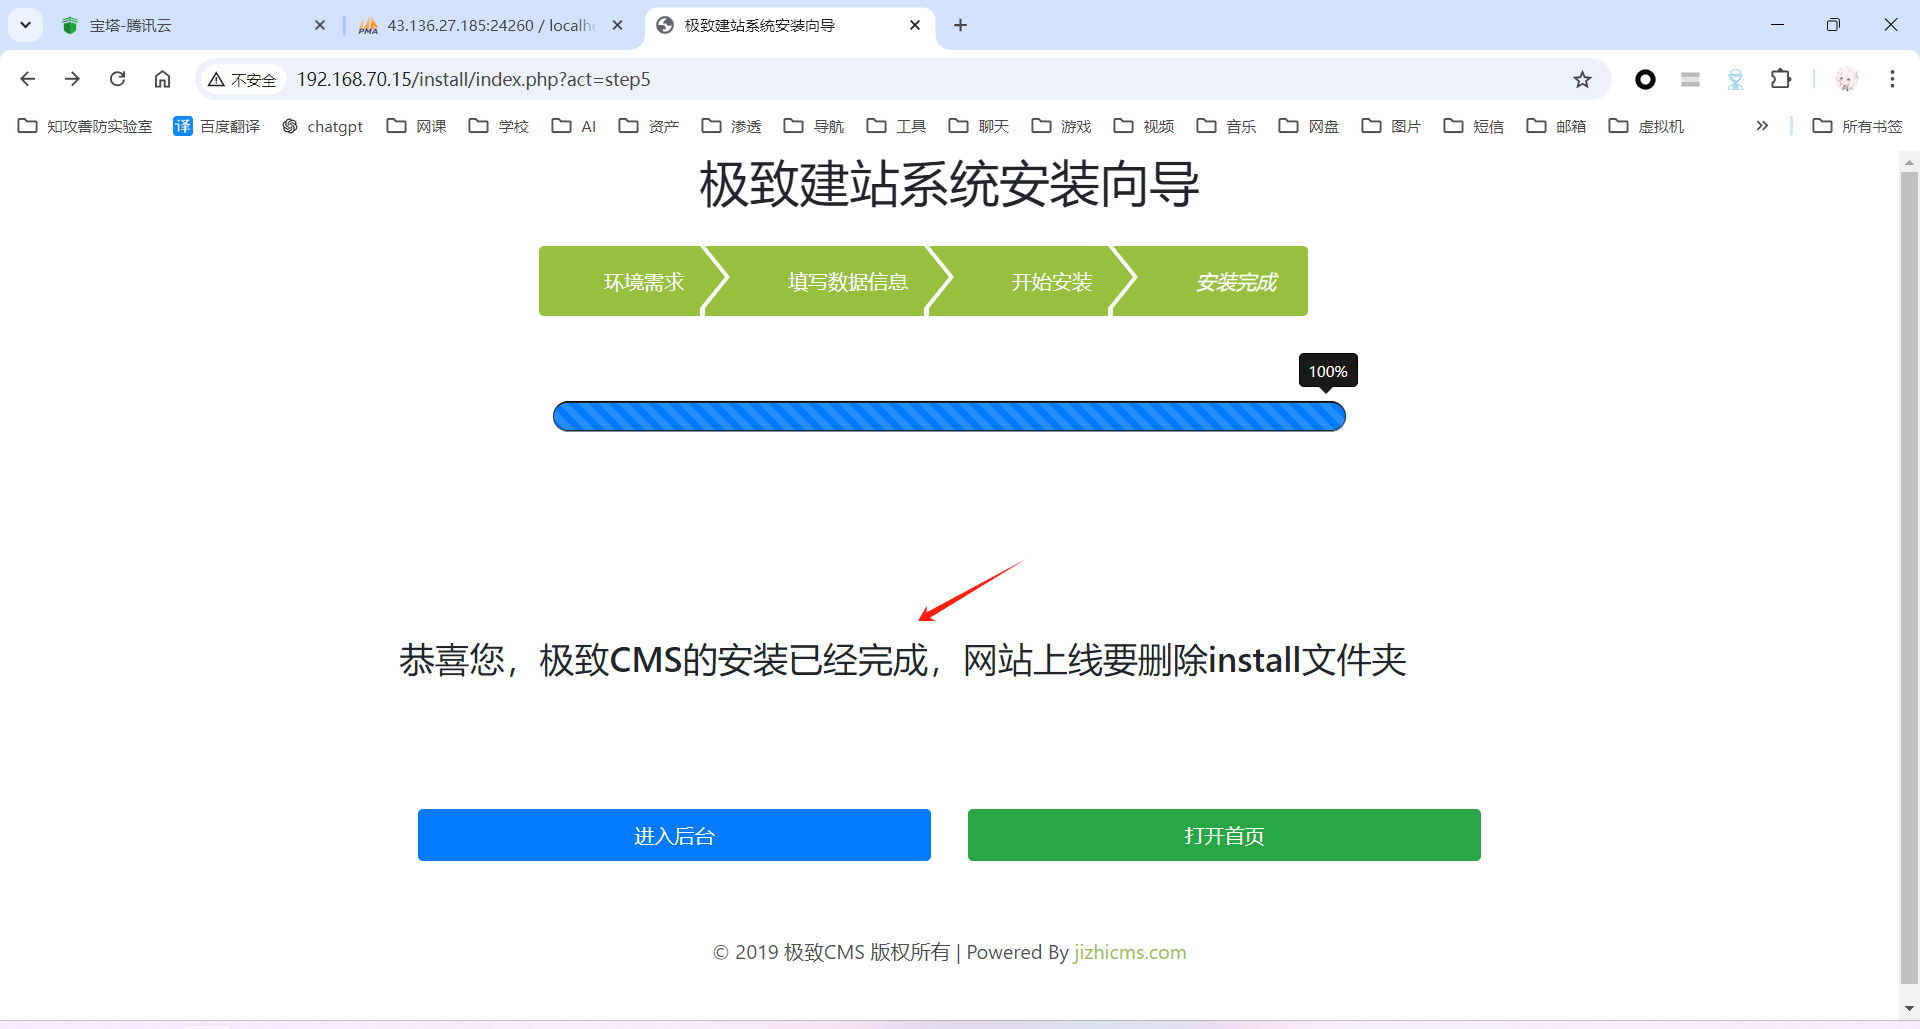 宝塔-腾讯云
43.136.27.185:24260 / localh
极致建站系统安装向导
不安全
192.168.70.15/install/index.php?act=step5
知攻善防实验室
译 百度翻译
chatgpt
网课
学校
AI
资产
渗透
导航
工具
聊天
游戏
视频
音乐
网盘
图片
短信
邮箱
虚拟机
所有书签
极致建站系统安装向导
环境需求
填写数据信息
开始安装
安装完成
100%
恭喜您，极致CMS的安装已经完成，网站上线要删除install文件夹
进入后台
打开首页
© 2019 极致CMS 版权所有 | Powered By jizhicms.com